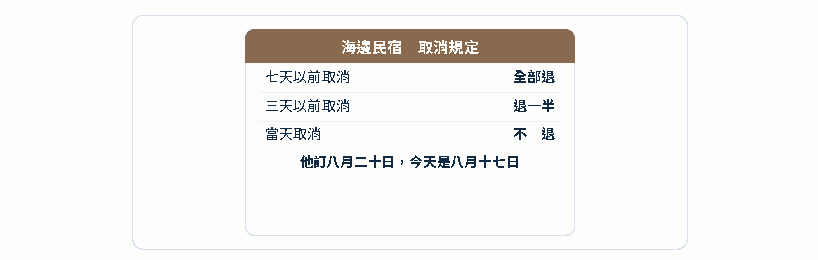 海邊民宿　取消規定
七天以前取消　全部退
三天以前取消　退一半
當天取消　不　退
他訂八月二十日，今天是八月十七日